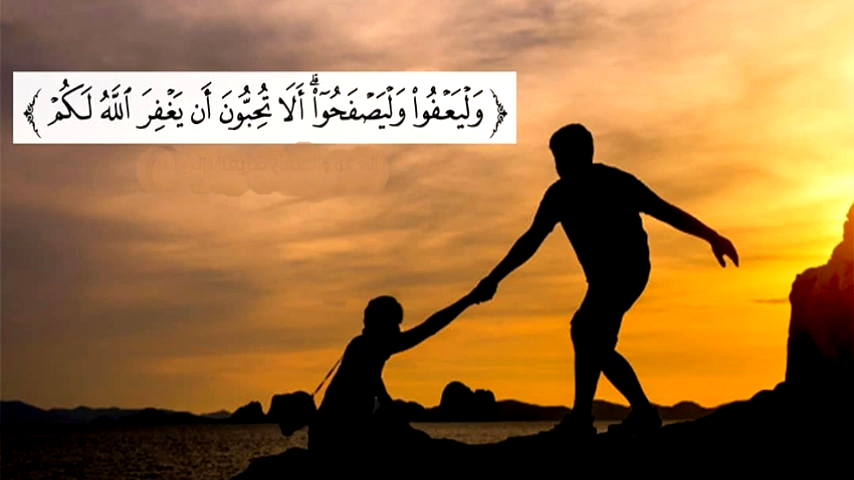 ﴿وَلۡيَعۡفُواْ وَلۡيَصۡفَحُوٓاْۗ أَلَا تُحِبُّونَ أَن يَغۡفِرَ ٱللَّهُ لَكُمۡ﴾